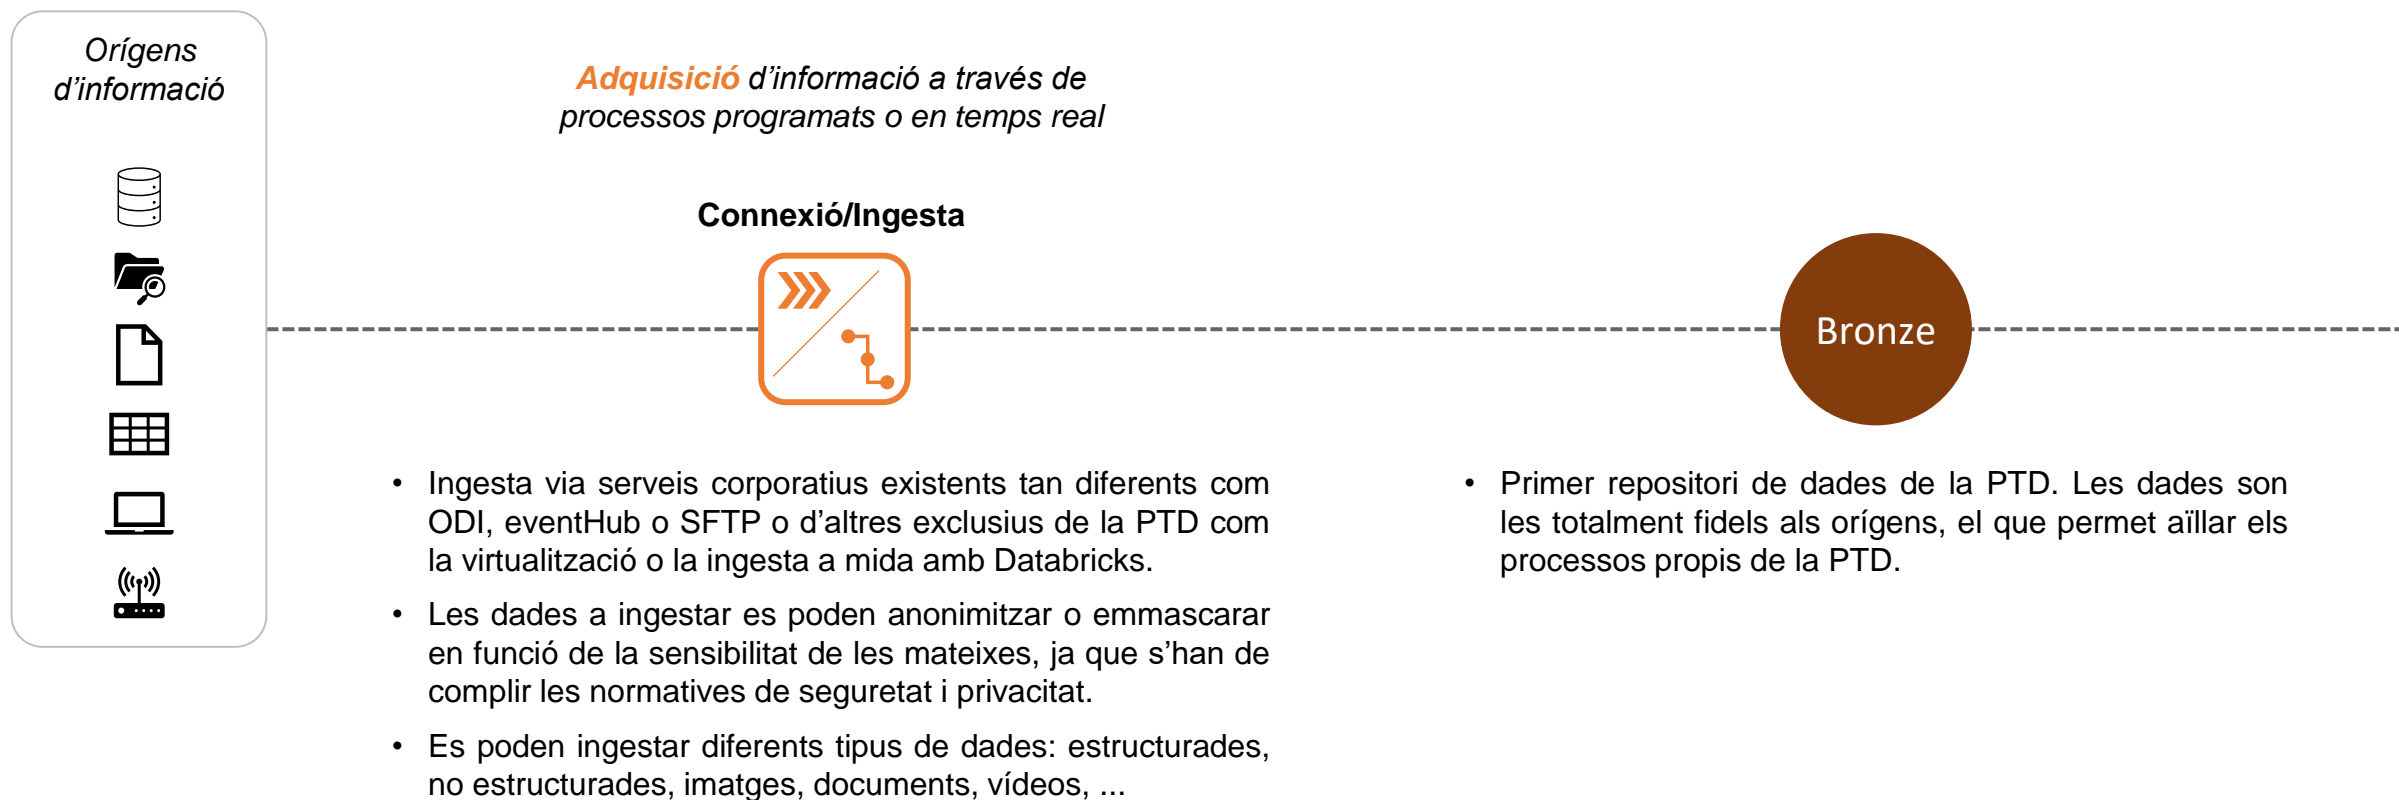 Orígens
d’informació
Adquisició d’informació a través de
processos programats o en temps real
Connexió/Ingesta
Bronze
• Ingesta via serveis corporatius existents tan diferents com
ODI, eventHub o SFTP o d’altres exclusius de la PTD com
la virtualització o la ingesta a mida amb Databricks.
• Les dades a ingestar es poden anonimitzar o emmascarar
en funció de la sensibilitat de les mateixes, ja que s’han de
complir les normatives de seguretat i privacitat.
• Es poden ingestar diferents tipus de dades: estructurades,
no estructurades, imatges, documents, vídeos, ...
• Primer repositori de dades de la PTD. Les dades son
les totalment fidels als orígens, el que permet aïllar els
processos propis de la PTD.